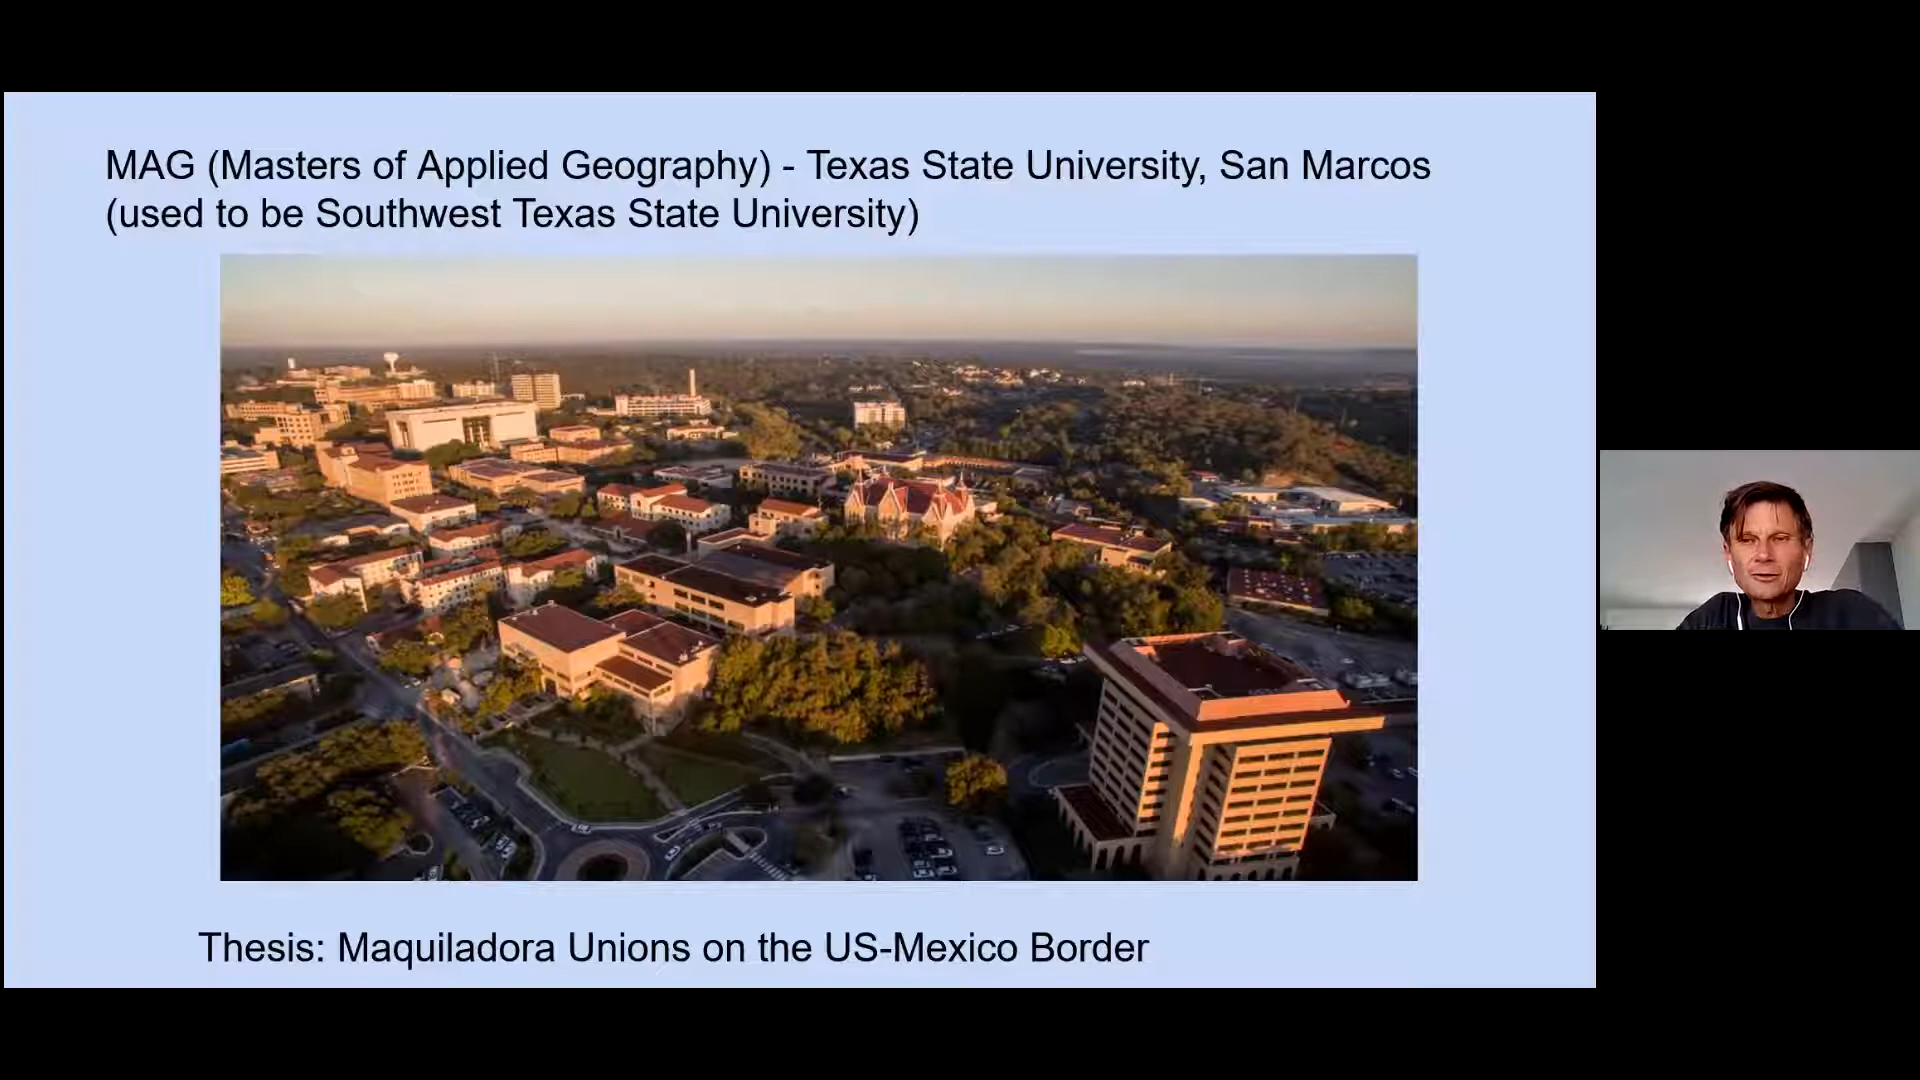 MAG (Masters of Applied Geography) - Texas State University, San Marcos
(used to be Southwest Texas State University)
Thesis: Maquiladora Unions on the US-Mexico Border